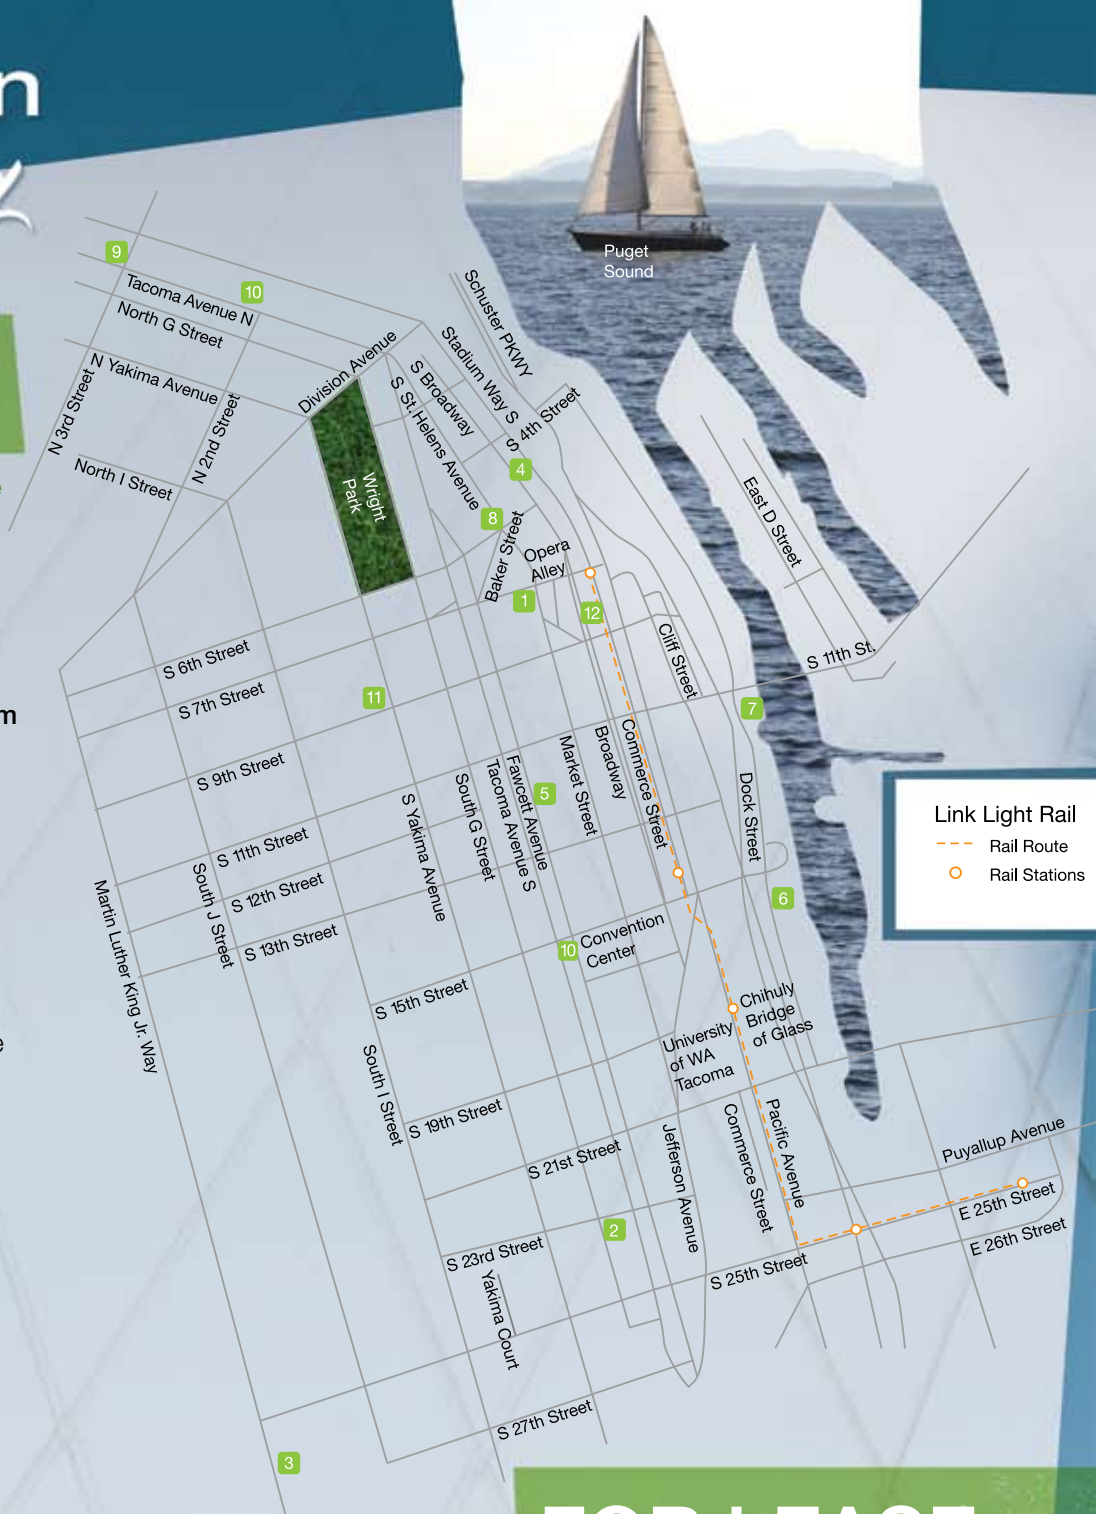 n
9
10
Tacoma Avenue N
North G Street
N Yakima Avenue
N 3rd Street
N 2nd Street
North I Street
Division Avenue
Wright
Park
Puget
Sound
Schuster PKWY
Stadium Way S
S Broadway
S St. Helens Avenue
S 4th Street
4
8
Baker Street
Opera
Alley
1
12
East D Street
S 11th St.
Cliff Street
7
S 6th Street
S 7th Street
11
m
S 9th Street
S 11th Street
S 12th Street
S 13th Street
S Yakima Avenue
South G Street
Tacoma Avenue S
Fawcett Avenue
5
Market Street
Broadway
Commerce Street
Dock Street
6
Link Light Rail
Rail Route
Rail Stations
Martin Luther King Jr. Way
South J Street
10
Convention
Center
S 15th Street
e
Chihuly
Bridge
of Glass
University
of WA
Tacoma
South I Street
S 19th Street
S 21st Street
Jefferson Avenue
Commerce Street
Pacific Avenue
Puyallup Avenue
E 25th Street
E 26th Street
2
S 23rd Street
Yakima Court
S 25th Street
S 27th Street
3
FOR LEASE